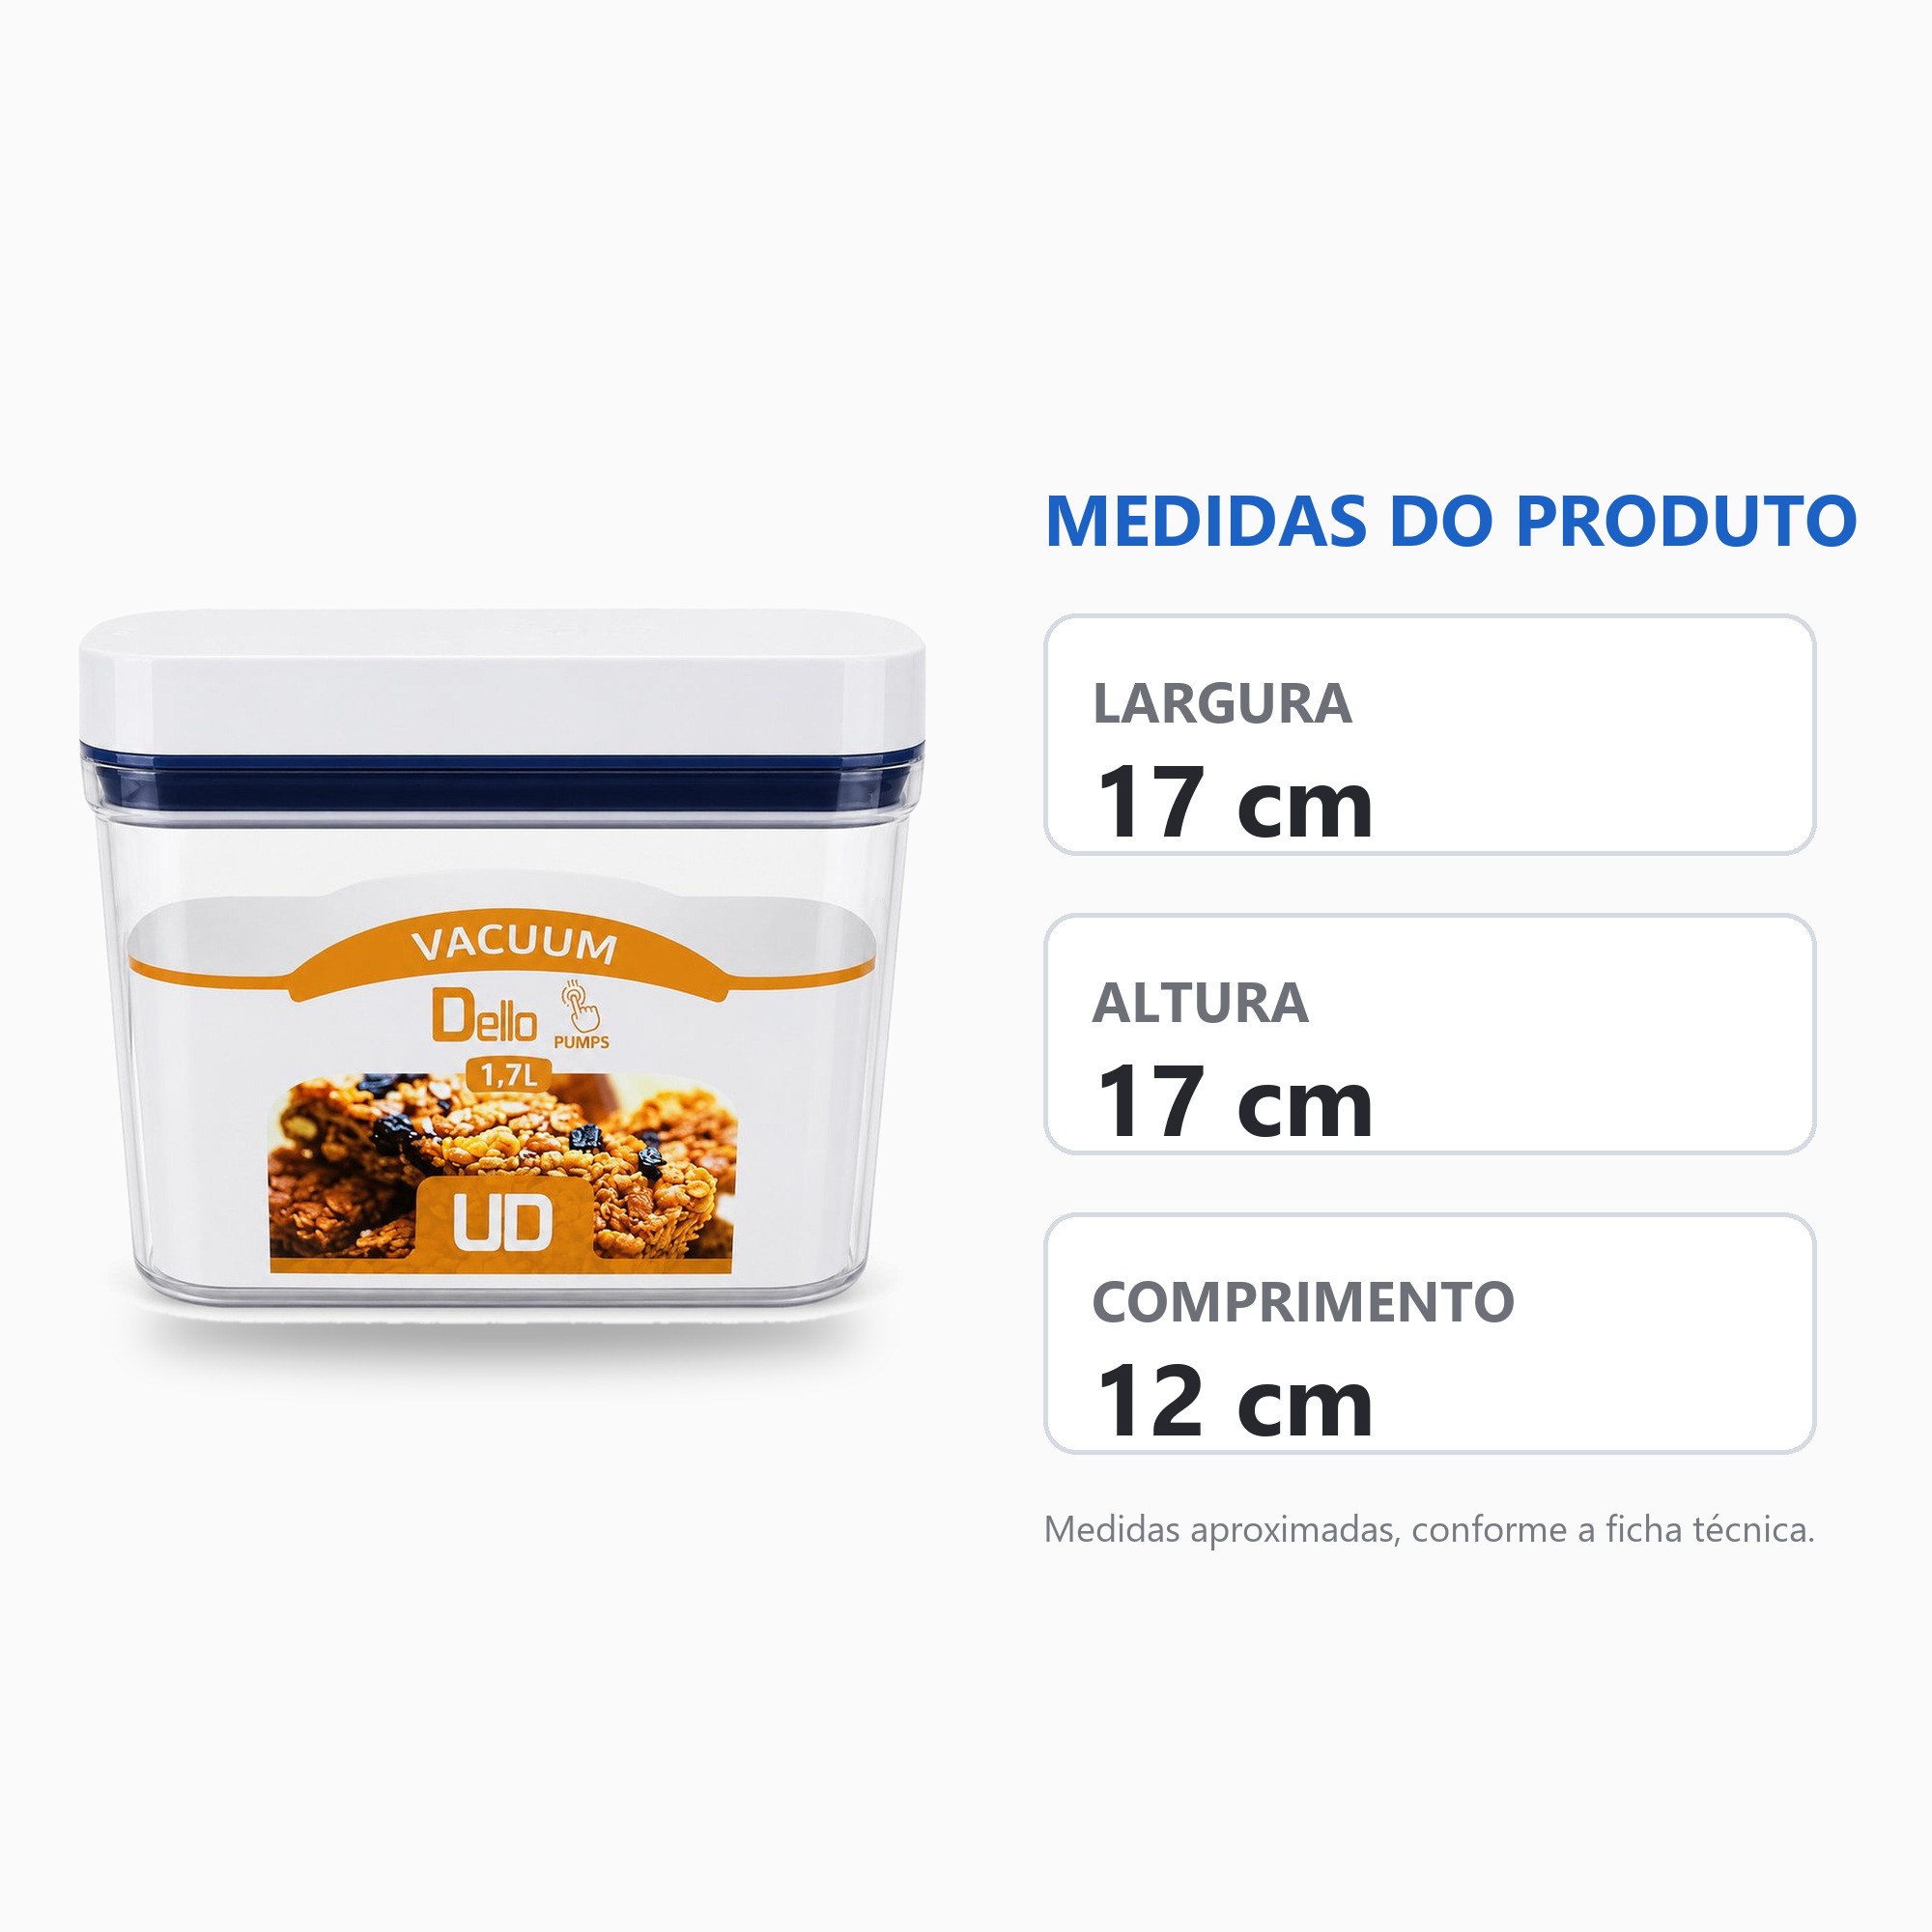 VACUUM
Dello
PUMPS
1,7L
UD
MEDIDAS DO PRODUTO
LARGURA
17 cm
ALTURA
17 cm
COMPRIMENTO
12 cm
Medidas aproximadas, conforme a ficha técnica.